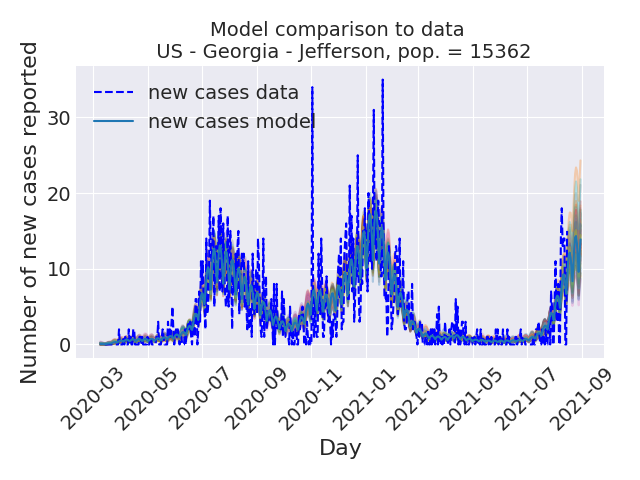 Model comparison to data
US - Georgia - Jefferson, pop. = 15362
Number of new cases reported
30
20
10
0
new cases data
new cases model
2020-03
2020-05
2020-07
2020-09
2020-11
2021-01
2021-03
2021-05
2021-07
2021-09
Day